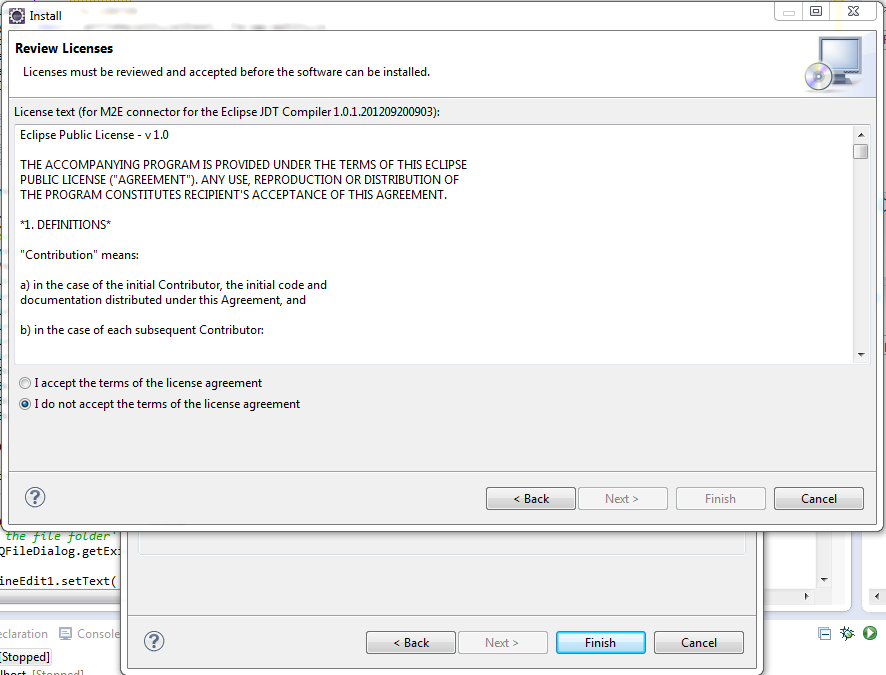 Install
Review Licenses
Licenses must be reviewed and accepted before the software can be installed.
License text (for M2E connector for the Eclipse JDT Compiler 1.0.1.201209200903):
Eclipse Public License - v 1.0
THE ACCOMPANYING PROGRAM IS PROVIDED UNDER THE TERMS OF THIS ECLIPSE
PUBLIC LICENSE ("AGREEMENT"). ANY USE, REPRODUCTION OR DISTRIBUTION OF
THE PROGRAM CONSTITUTES RECIPIENT'S ACCEPTANCE OF THIS AGREEMENT.
*1. DEFINITIONS*
"Contribution" means:
a) in the case of the initial Contributor, the initial code and
documentation distributed under this Agreement, and
b) in the case of each subsequent Contributor:
I accept the terms of the license agreement
I do not accept the terms of the license agreement
?
< Back
Next >
Finish
Cancel
the file folder'
QFileDialog.getExi
ineEdit1.setText(
eclaration
Console
?
< Back
Next >
Finish
Cancel
[Stopped]
lhost [Stopped]